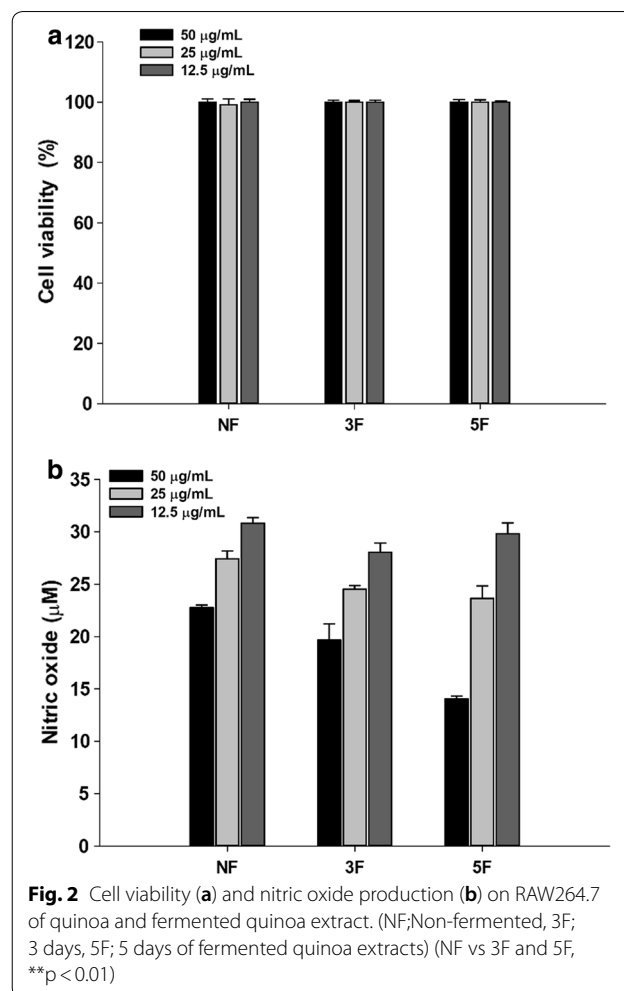 a
120
100
80
60
40
20
0
Cell viability (%)
50 μg/mL
25 μg/mL
12.5 μg/mL
NF 3F 5F
b
35
30
25
20
15
10
5
0
Nitric oxide (μM)
50 μg/mL
25 μg/mL
12.5 μg/mL
NF 3F 5F
Fig. 2 Cell viability (a) and nitric oxide production (b) on RAW264.7
of quinoa and fermented quinoa extract. (NF;Non-fermented, 3F;
3 days, 5F; 5 days of fermented quinoa extracts) (NF vs 3F and 5F,
**p < 0.01)